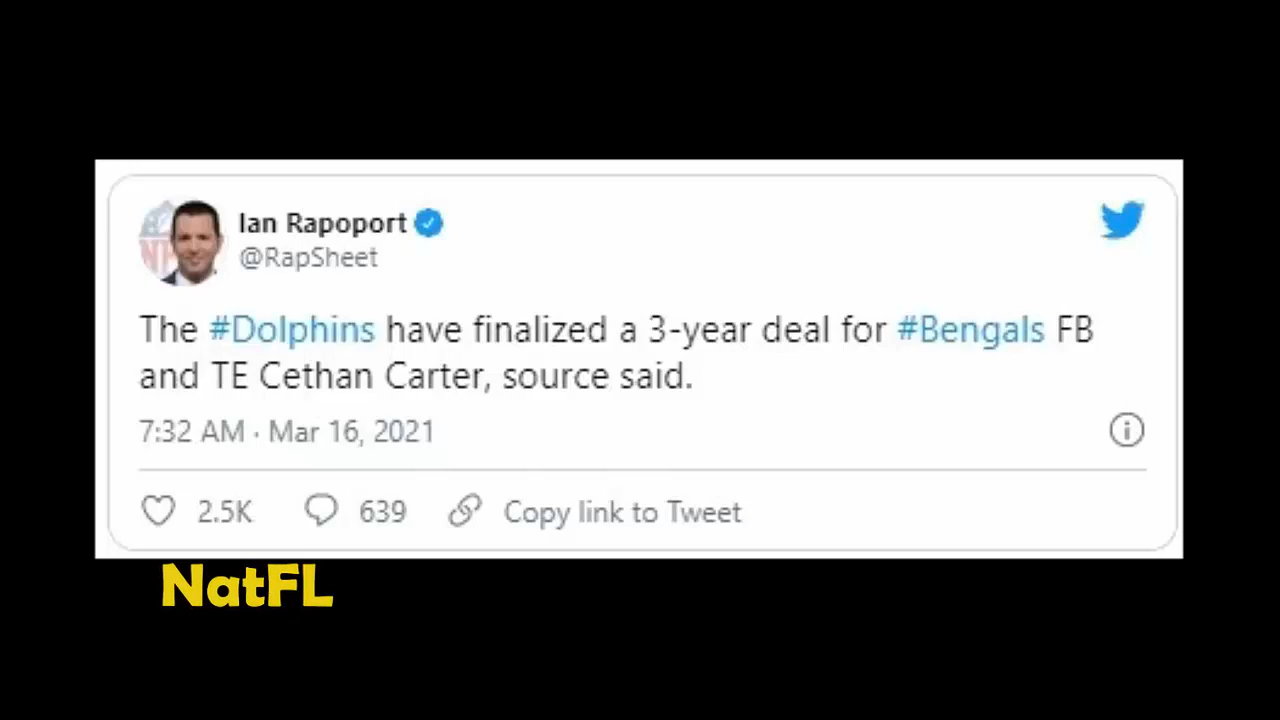 Ian Rapoport
@RapSheet
The #Dolphins have finalized a 3-year deal for #Bengals FB
and TE Cethan Carter, source said.
7:32 AM · Mar 16, 2021
2.5K 639 Copy link to Tweet
NatFL